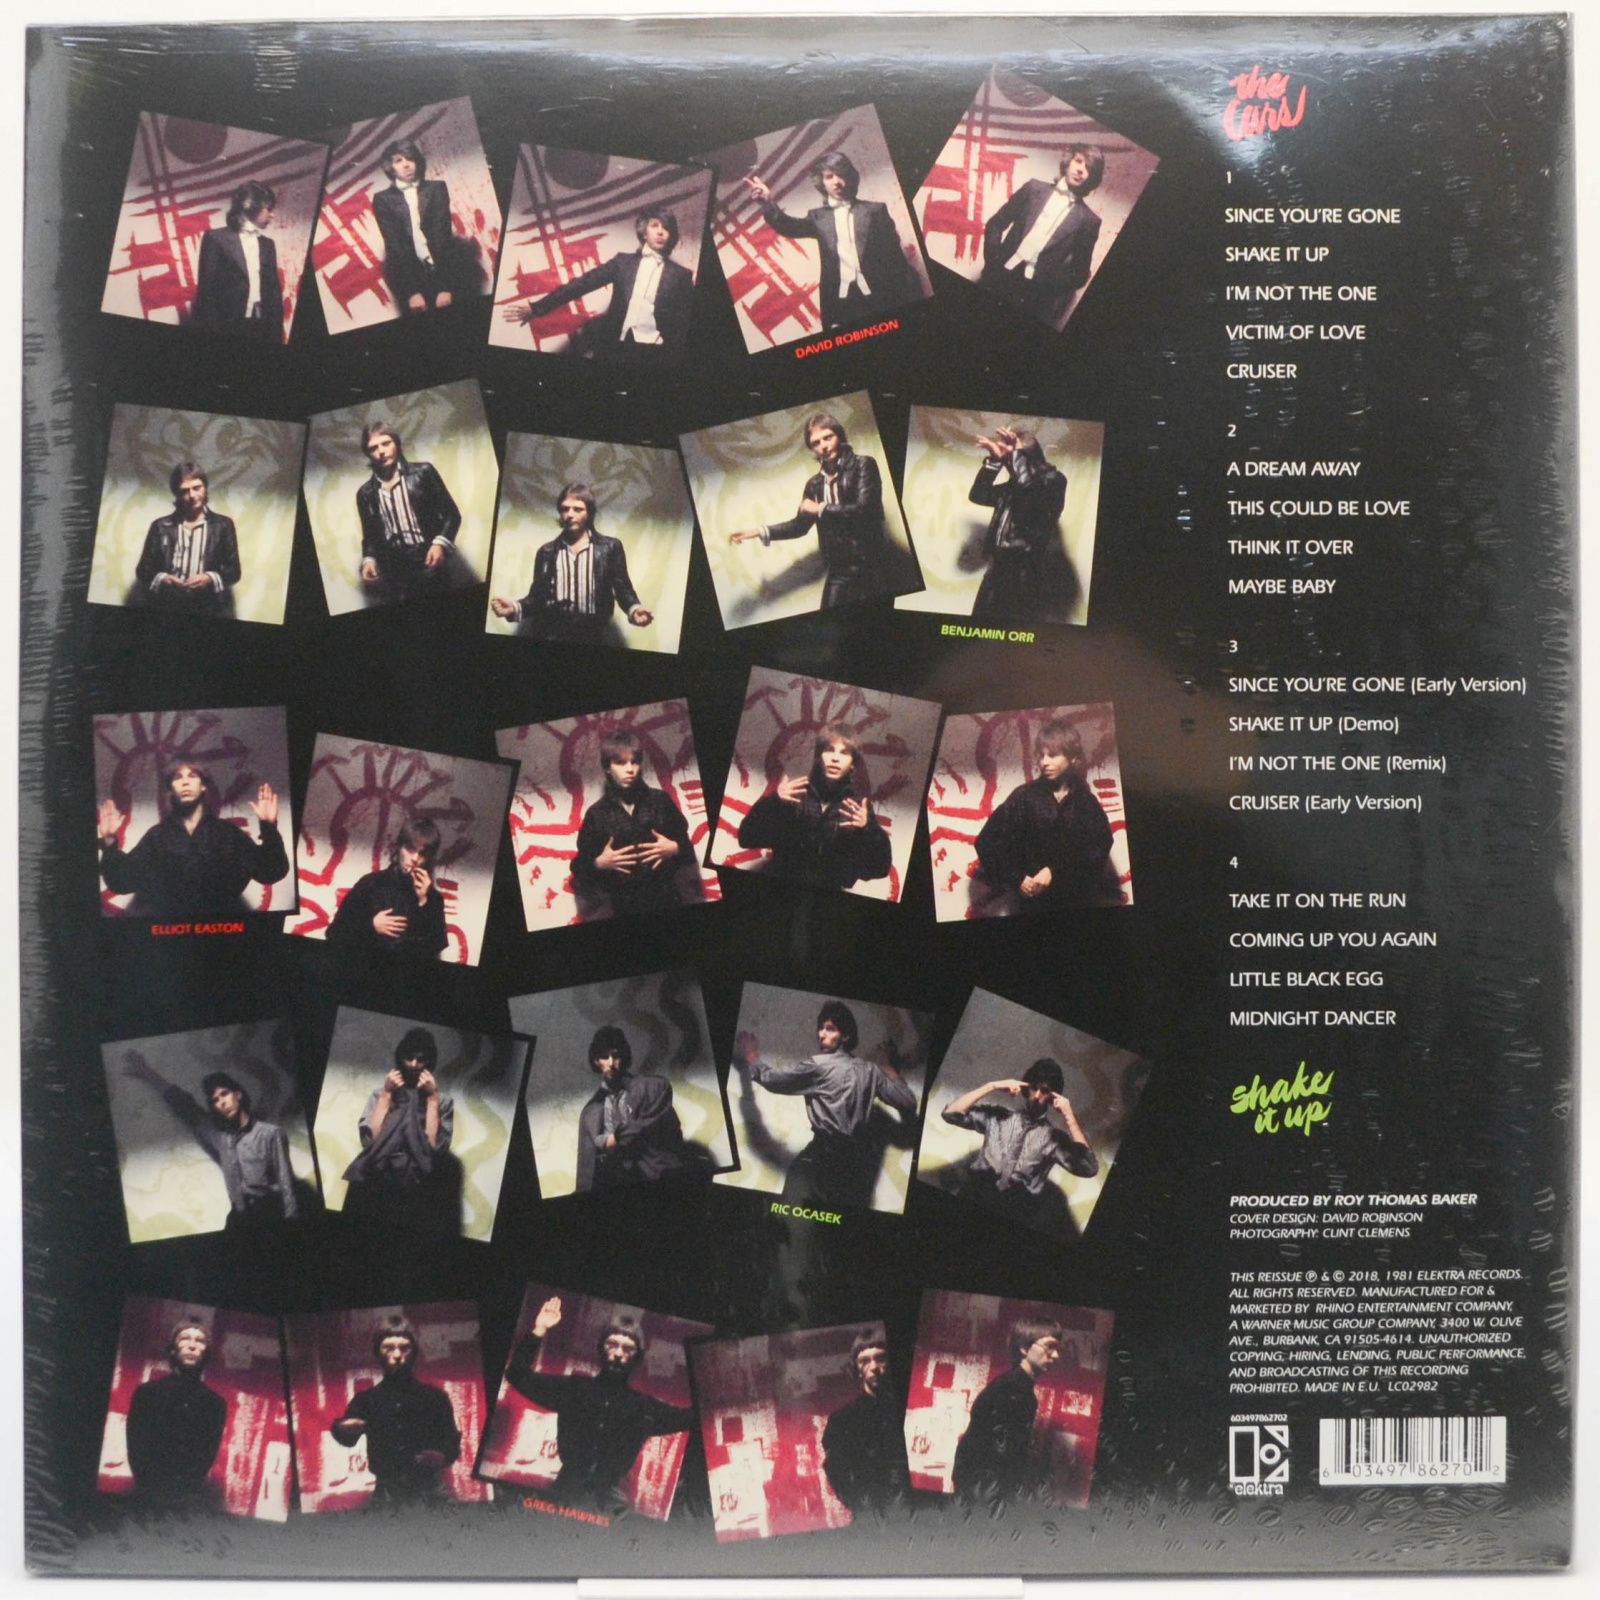 the
Cars
1
SINCE YOU'RE GONE
SHAKE IT UP
I'M NOT THE ONE
VICTIM OF LOVE
CRUISER
2
A DREAM AWAY
THIS COULD BE LOVE
THINK IT OVER
MAYBE BABY
3
SINCE YOU'RE GONE (Early Version)
SHAKE IT UP (Demo)
I'M NOT THE ONE (Remix)
CRUISER (Early Version)
4
TAKE IT ON THE RUN
COMING UP YOU AGAIN
LITTLE BLACK EGG
MIDNIGHT DANCER
shake
it up
PRODUCED BY ROY THOMAS BAKER
COVER DESIGN: DAVID ROBINSON
PHOTOGRAPHY: CLINT CLEMENS
THIS REISSUE ℗ & © 2018, 1981 ELEKTRA RECORDS.
ALL RIGHTS RESERVED. MANUFACTURED FOR &
MARKETED BY RHINO ENTERTAINMENT COMPANY,
A WARNER MUSIC GROUP COMPANY, 3400 W. OLIVE
AVE., BURBANK, CA 91505-4614. UNAUTHORIZED
COPYING, HIRING, LENDING, PUBLIC PERFORMANCE,
AND BROADCASTING OF THIS RECORDING
PROHIBITED. MADE IN E.U. LC02982
603497862702
elektra
6 03497 86270 2
DAVID ROBINSON
BENJAMIN ORR
ELLIOT EASTON
RIC OCASEK
GREG HAWKES